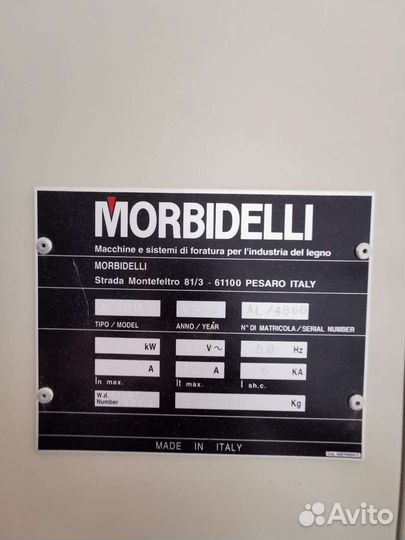 MORBIDELLI
Macchine e sistemi di foratura per l'industria del legno
MORBIDELLI
Strada Montefeltro 81/3 - 61100 PESARO ITALY
AL/4860
TIPO / MODEL ANNO / YEAR N° DI MATRICOLA / SERIAL NUMBER
kW V~ 50 Hz
A A 6 KA
In max. It max. I sh.c.
W.d. Number Kg
MADE IN ITALY
Avito